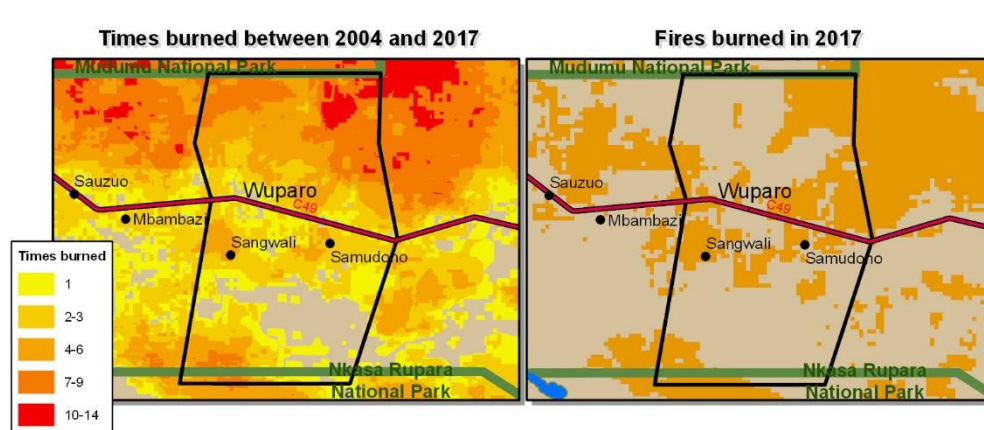 Times burned between 2004 and 2017
Mudumu National Park
Sauzuo
Mbambazi
Wuparo
C49
Sangwali
Samudono
Nkasa Rupara
National Park
Times burned
1
2-3
4-6
7-9
10-14
Fires burned in 2017
Mudumu National Park
Sauzuo
Mbambazi
Wuparo
C49
Sangwali
Samudono
Nkasa Rupara
National Park